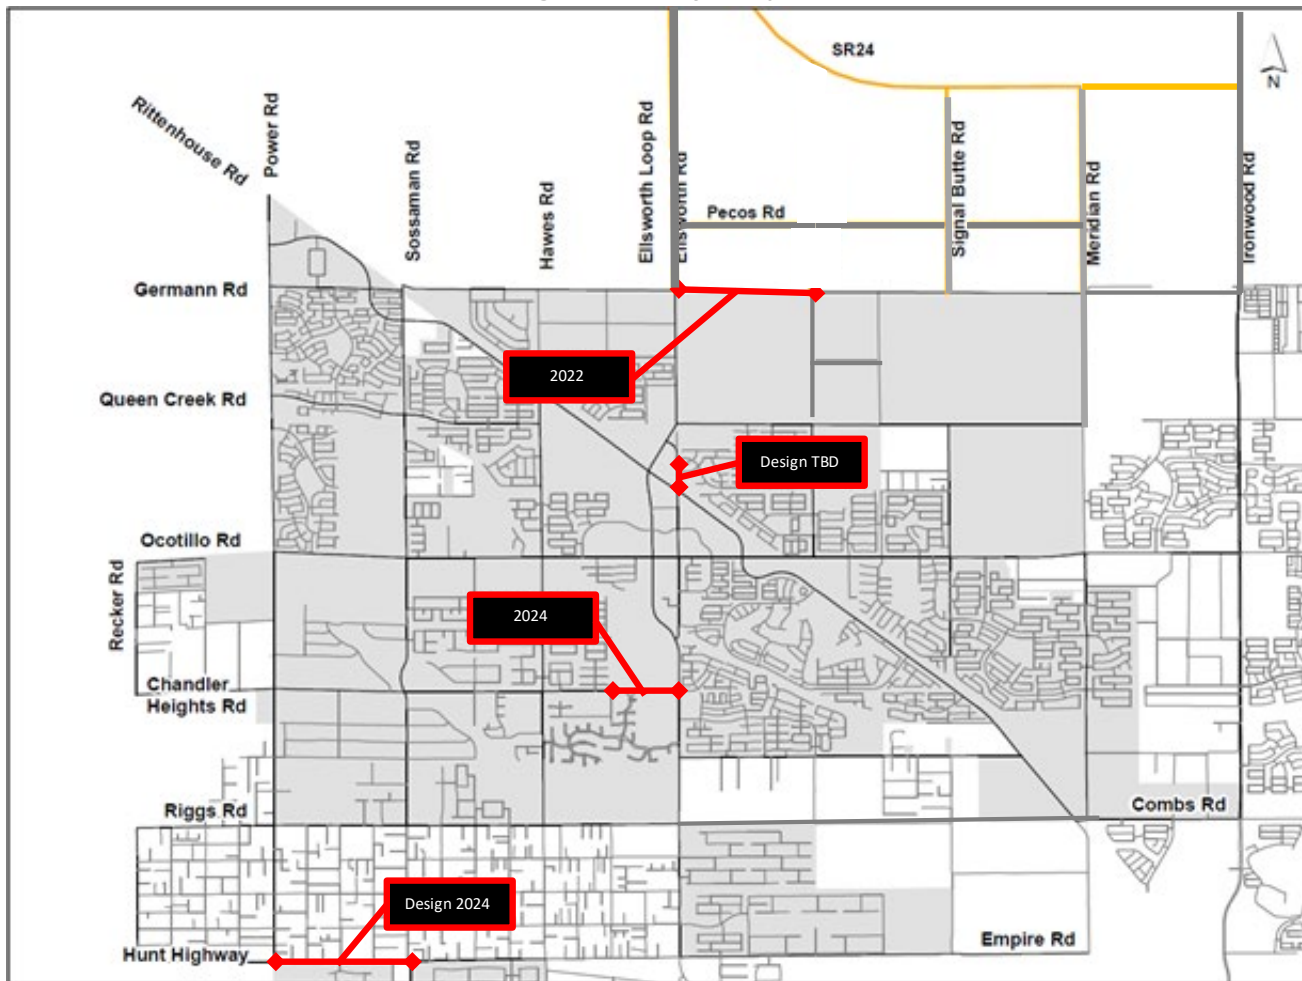 SR24
N
Rittenhouse Rd
Power Rd
Sossaman Rd
Hawes Rd
Ellsworth Loop Rd
Ellsworth Rd
Signal Butte Rd
Meridian Rd
Ironwood Rd
Pecos Rd
Germann Rd
2022
Queen Creek Rd
Design TBD
Ocotillo Rd
Recker Rd
2024
Chandler
Heights Rd
Riggs Rd
Combs Rd
Design 2024
Hunt Highway
Empire Rd